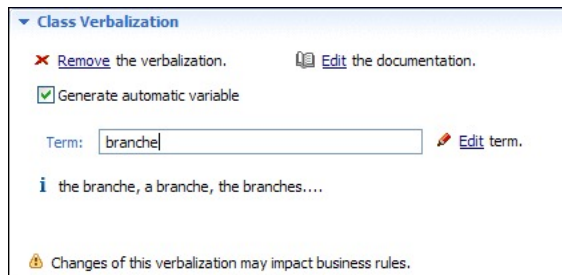 Class Verbalization
Remove the verbalization. Edit the documentation.
Generate automatic variable
Term: branche Edit term.
i the branche, a branche, the branches....
Changes of this verbalization may impact business rules.